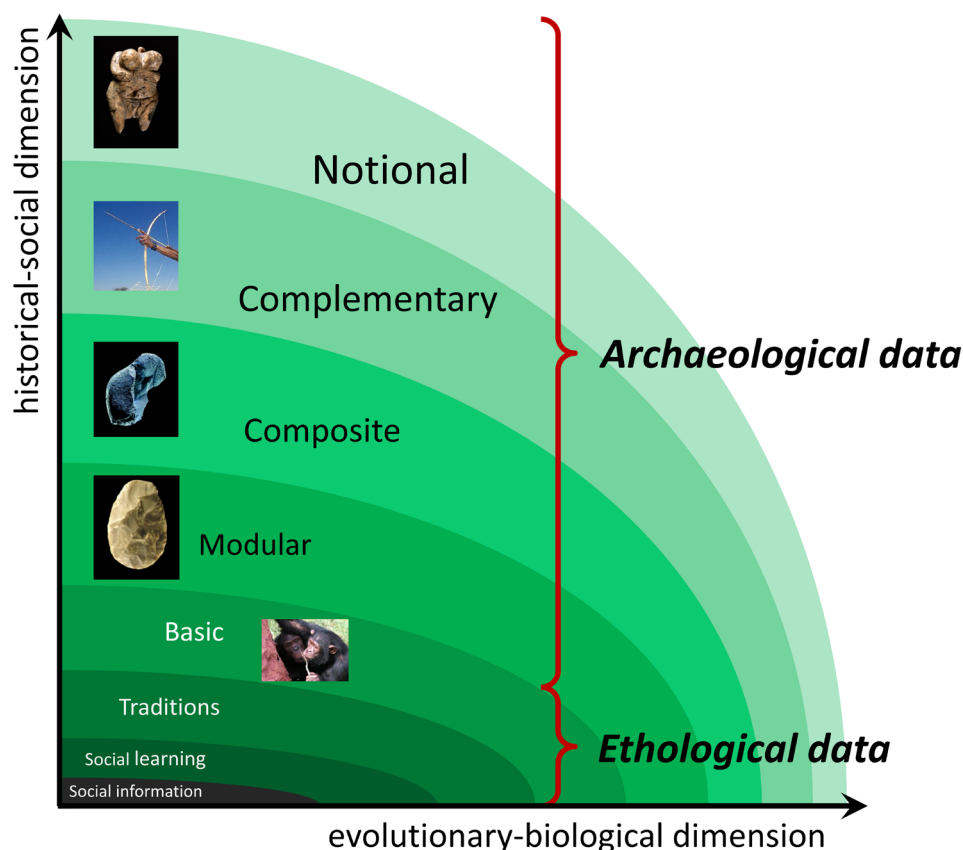 historical-social dimension
Notional
Complementary
Archaeological data
Composite
Modular
Basic
Traditions
Ethological data
Social learning
Social information
evolutionary-biological dimension